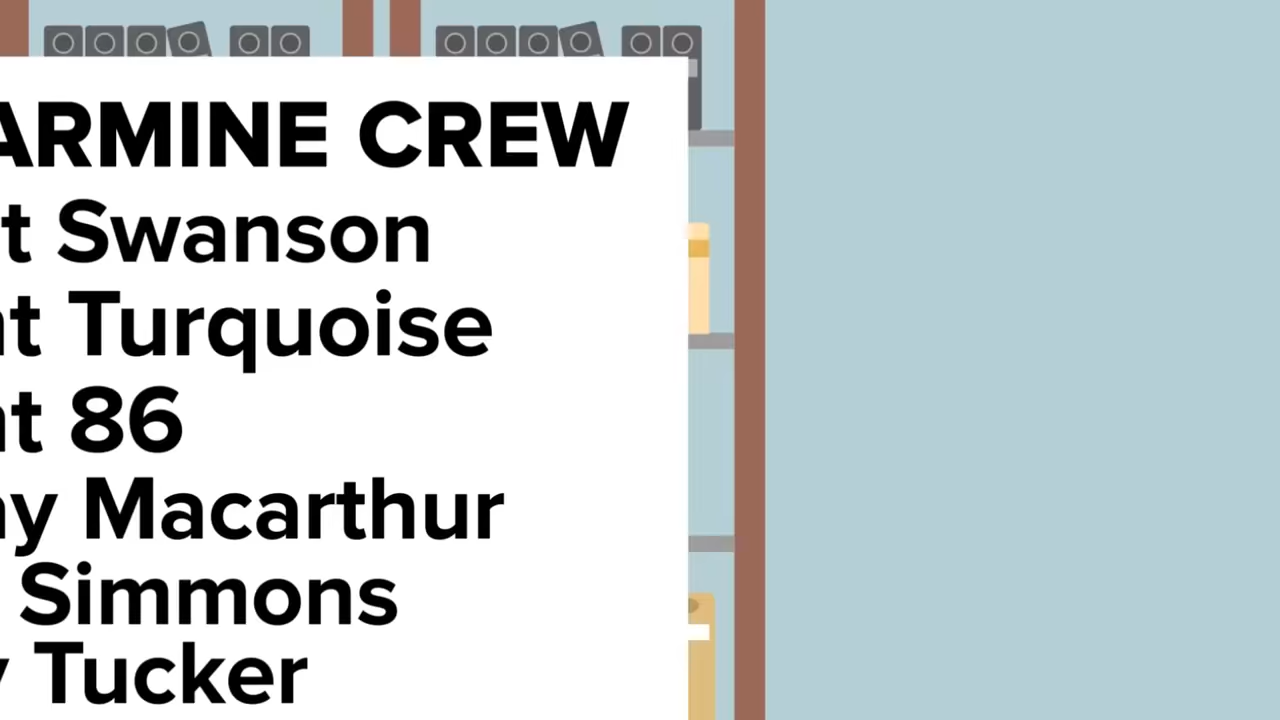 ARMINE CREW
t Swanson
nt Turquoise
nt 86
ny Macarthur
Simmons
y Tucker